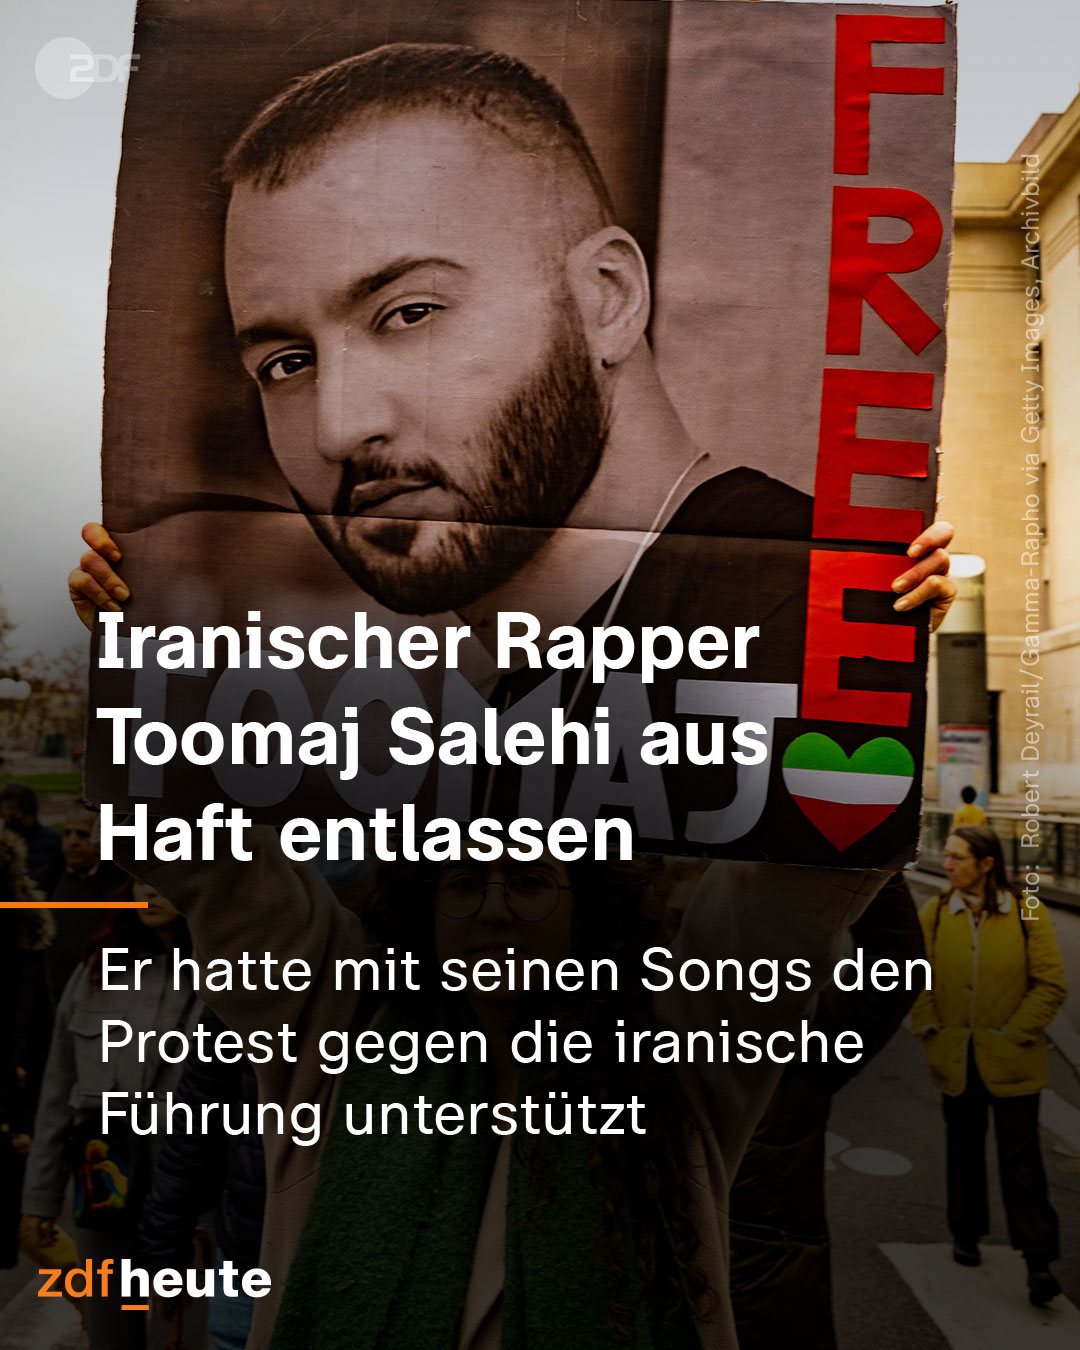 ZDF
FREE
TOOMAJ
Iranischer Rapper
Toomaj Salehi aus
Haft entlassen
Er hatte mit seinen Songs den
Protest gegen die iranische
Führung unterstützt
Foto: Robert Deyrail/Gamma-Rapho via Getty Images, Archivbild
zdfheute